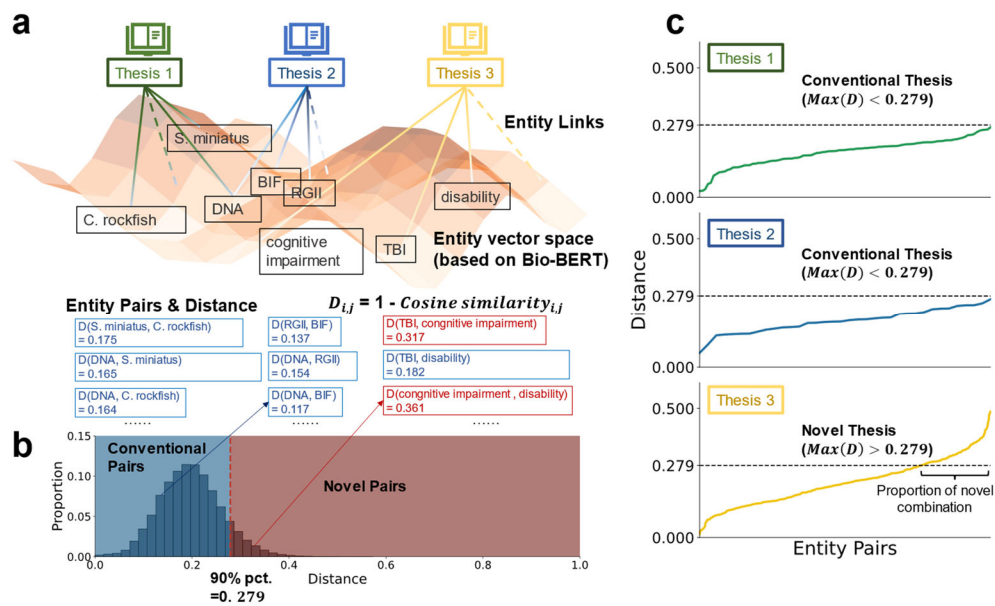 a
Thesis 1
Thesis 2
Thesis 3
S. miniatus
Entity Links
BIF
RGII
DNA
disability
C. rockfish
cognitive
impairment
TBI
Entity vector space
(based on Bio-BERT)
Entity Pairs & Distance
D_{i,j} = 1 - Cosine similarity_{i,j}
D(S. miniatus, C. rockfish)
= 0.175
D(DNA, S. miniatus)
= 0.165
D(DNA, C. rockfish)
= 0.164
......
D(RGII, BIF)
= 0.137
D(DNA, RGII)
= 0.154
D(DNA, BIF)
= 0.117
......
D(TBI, congnitive impairment)
= 0.317
D(TBI, disability)
= 0.182
D(congnitive impairment , disability)
= 0.361
......
b
0.15
0.10
0.05
0.00
Proportion
Conventional
Pairs
Novel Pairs
0.0
0.2
0.4
0.6
0.8
1.0
Distance
90% pct.
=0. 279
c
Distance
Thesis 1
0.500
0.279
0.000
Conventional Thesis
(Max(D) < 0.279)
Thesis 2
0.500
0.279
0.000
Conventional Thesis
(Max(D) < 0.279)
Thesis 3
0.500
0.279
0.000
Novel Thesis
(Max(D) > 0.279)
Proportion of novel
combination
Entity Pairs